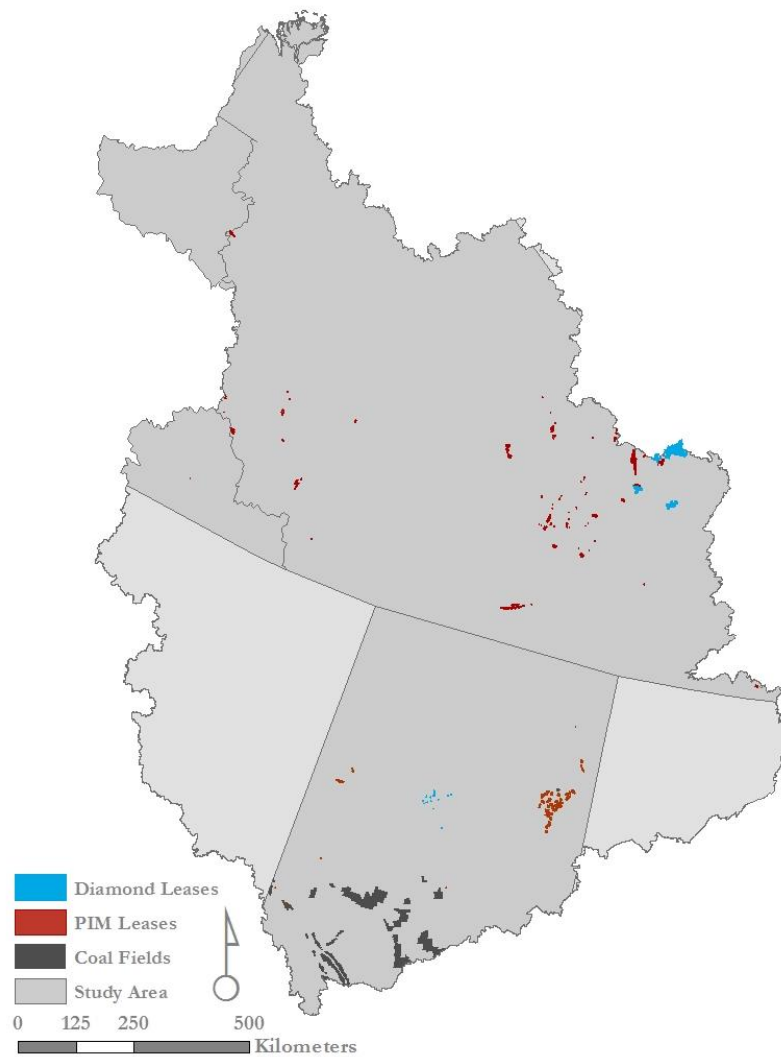 Diamond Leases
PIM Leases
Coal Fields
Study Area
0 125 250 500
Kilometers